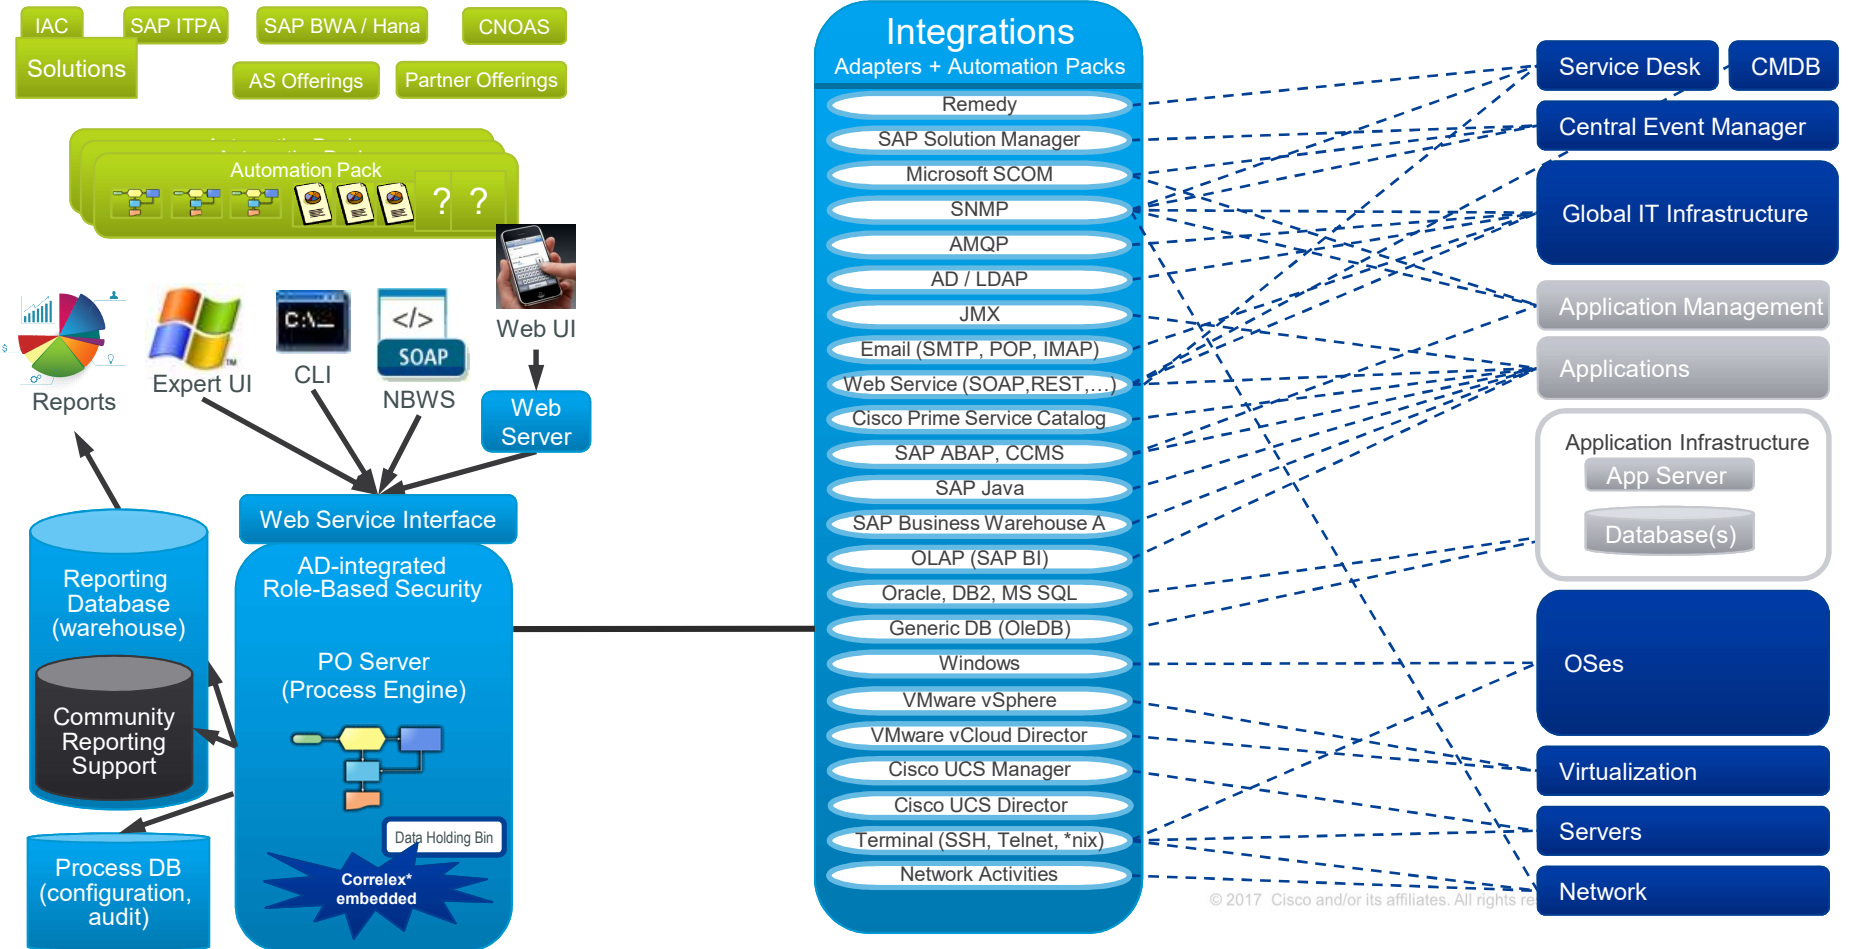 IAC
SAP ITPA
SAP BWA / Hana
CNOAS
Solutions
AS Offerings
Partner Offerings
Automation Pack
? ?
Web UI
C:\_
</>
SOAP
Reports
Expert UI
CLI
NBWS
Web
Server
Web Service Interface
AD-integrated
Role-Based Security
Reporting
Database
(warehouse)
PO Server
(Process Engine)
Community
Reporting
Support
Data Holding Bin
Correlex*
embedded
Process DB
(configuration,
audit)
Integrations
Adapters + Automation Packs
Remedy
SAP Solution Manager
Microsoft SCOM
SNMP
AMQP
AD / LDAP
JMX
Email (SMTP, POP, IMAP)
Web Service (SOAP,REST,…)
Cisco Prime Service Catalog
SAP ABAP, CCMS
SAP Java
SAP Business Warehouse A
OLAP (SAP BI)
Oracle, DB2, MS SQL
Generic DB (OleDB)
Windows
VMware vSphere
VMware vCloud Director
Cisco UCS Manager
Cisco UCS Director
Terminal (SSH, Telnet, *nix)
Network Activities
Service Desk
CMDB
Central Event Manager
Global IT Infrastructure
Application Management
Applications
Application Infrastructure
App Server
Database(s)
OSes
Virtualization
Servers
Network
© 2017 Cisco and/or its affiliates. All rights